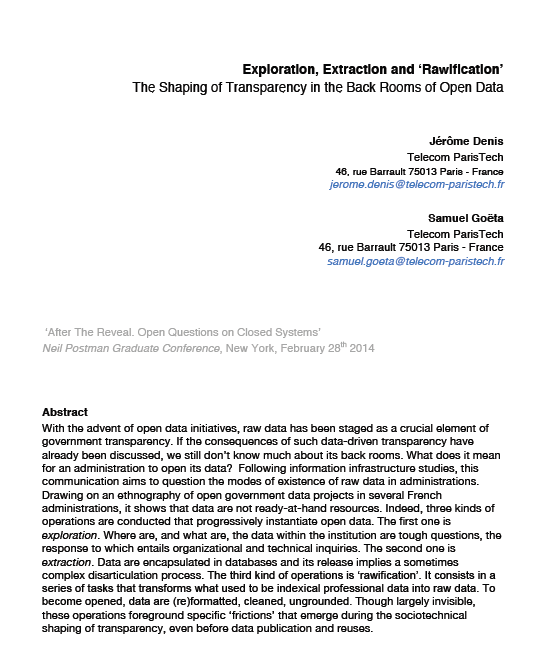 Exploration, Extraction and ‘Rawification’
The Shaping of Transparency in the Back Rooms of Open Data
Jérôme Denis
Telecom ParisTech
46, rue Barrault 75013 Paris - France
jerome.denis@telecom-paristech.fr
Samuel Goëta
Telecom ParisTech
46, rue Barrault 75013 Paris - France
samuel.goeta@telecom-paristech.fr
‘After The Reveal. Open Questions on Closed Systems’
Neil Postman Graduate Conference, New York, February 28th 2014
Abstract
With the advent of open data initiatives, raw data has been staged as a crucial element of
government transparency. If the consequences of such data-driven transparency have
already been discussed, we still don’t know much about its back rooms. What does it mean
for an administration to open its data? Following information infrastructure studies, this
communication aims to question the modes of existence of raw data in administrations.
Drawing on an ethnography of open government data projects in several French
administrations, it shows that data are not ready-at-hand resources. Indeed, three kinds of
operations are conducted that progressively instantiate open data. The first one is
exploration. Where are, and what are, the data within the institution are tough questions, the
response to which entails organizational and technical inquiries. The second one is
extraction. Data are encapsulated in databases and its release implies a sometimes
complex disarticulation process. The third kind of operations is ‘rawification’. It consists in a
series of tasks that transforms what used to be indexical professional data into raw data. To
become opened, data are (re)formatted, cleaned, ungrounded. Though largely invisible,
these operations foreground specific ‘frictions’ that emerge during the sociotechnical
shaping of transparency, even before data publication and reuses.